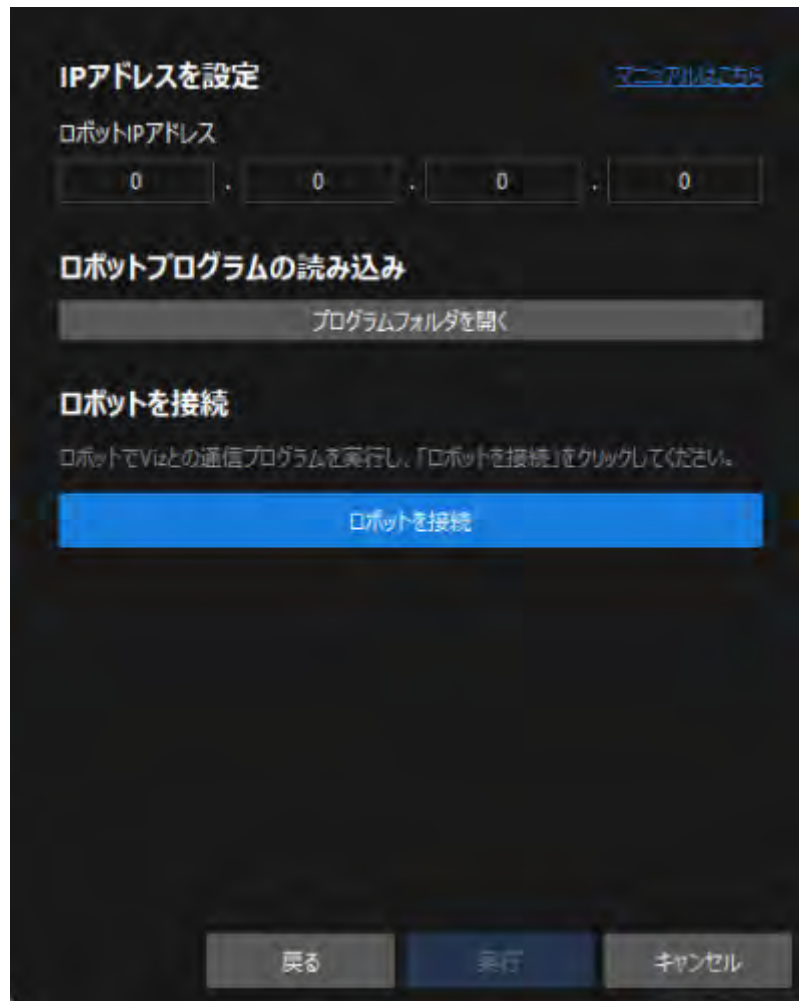 IPアドレスを設定 マニュアルはこちら
ロボットIPアドレス
0 . 0 . 0 . 0
ロボットプログラムの読み込み
プログラムフォルダを開く
ロボットを接続
ロボットでVizとの通信プログラムを実行し、「ロボットを接続」をクリックしてください。
ロボットを接続
戻る 実行 キャンセル